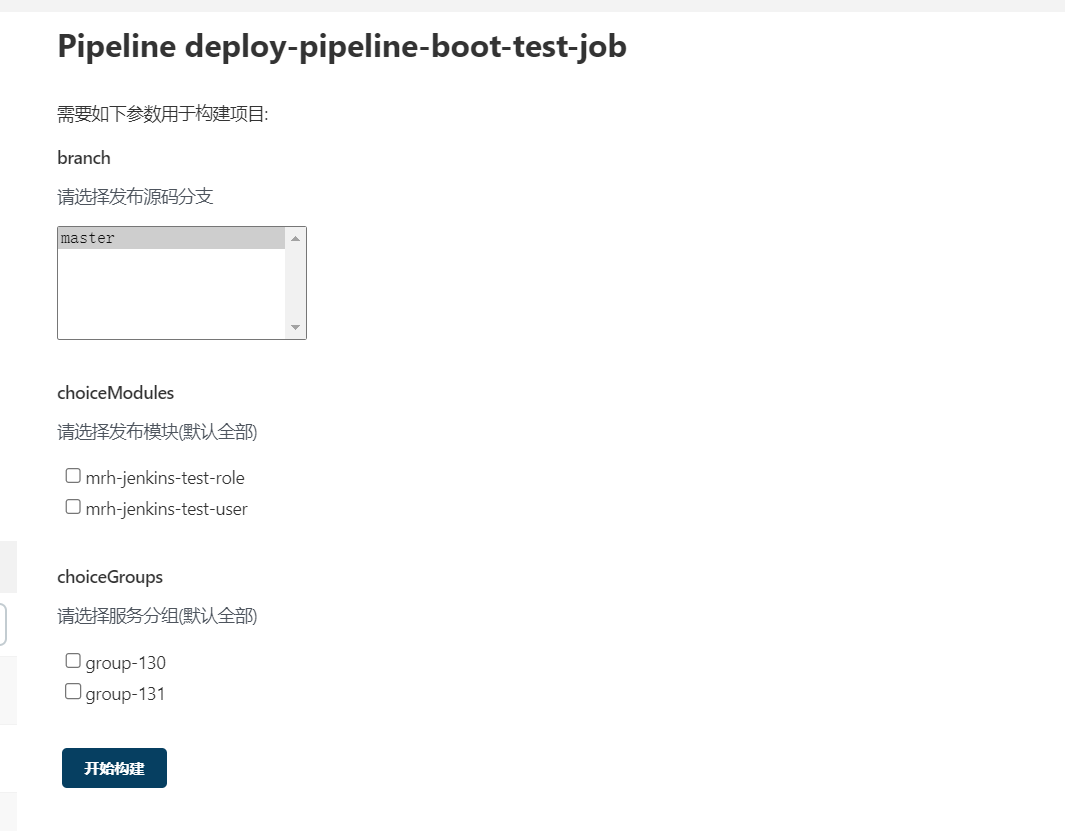 Pipeline deploy-pipeline-boot-test-job
需要如下参数用于构建项目:
branch
请选择发布源码分支
master
choiceModules
请选择发布模块(默认全部)
mrh-jenkins-test-role
mrh-jenkins-test-user
choiceGroups
请选择服务分组(默认全部)
group-130
group-131
开始构建